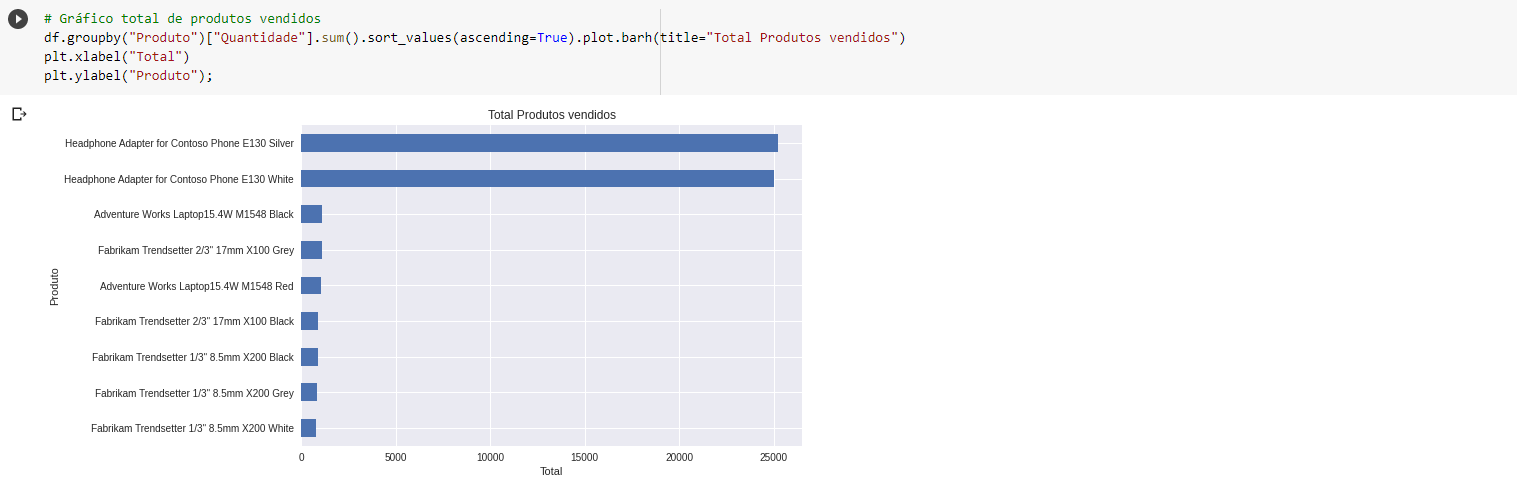 # Gráfico total de produtos vendidos
df.groupby("Produto")["Quantidade"].sum().sort_values(ascending=True).plot.barh(title="Total Produtos vendidos")
plt.xlabel("Total")
plt.ylabel("Produto");
Total Produtos vendidos
Headphone Adapter for Contoso Phone E130 Silver
Headphone Adapter for Contoso Phone E130 White
Adventure Works Laptop15.4W M1548 Black
Fabrikam Trendsetter 2/3" 17mm X100 Grey
Adventure Works Laptop15.4W M1548 Red
Fabrikam Trendsetter 2/3" 17mm X100 Black
Fabrikam Trendsetter 1/3" 8.5mm X200 Black
Fabrikam Trendsetter 1/3" 8.5mm X200 Grey
Fabrikam Trendsetter 1/3" 8.5mm X200 White
Produto
0 5000 10000 15000 20000 25000
Total